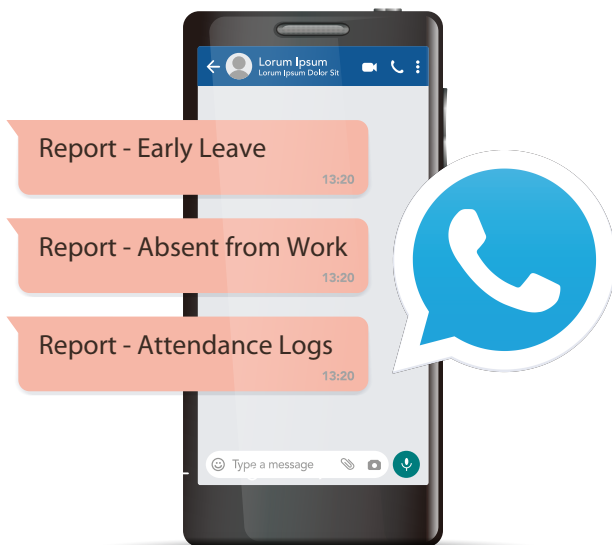 Lorum Ipsum
Lorum Ipsum Dolor Sit
Report - Early Leave
13:20
Report - Absent from Work
13:20
Report - Attendance Logs
13:20
Type a message